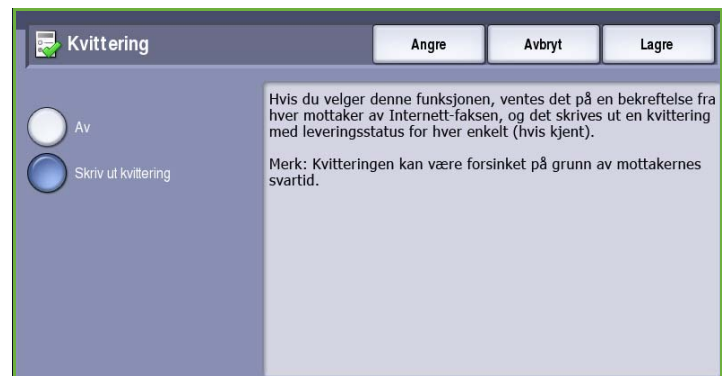 Kvittering
Angre
Avbryt
Lagre
Av
Skriv ut kvittering
Hvis du velger denne funksjonen, ventes det på en bekreftelse fra
hver mottaker av Internett-faksen, og det skrives ut en kvittering
med leveringsstatus for hver enkelt (hvis kjent).
Merk: Kvitteringen kan være forsinket på grunn av mottakernes
svartid.